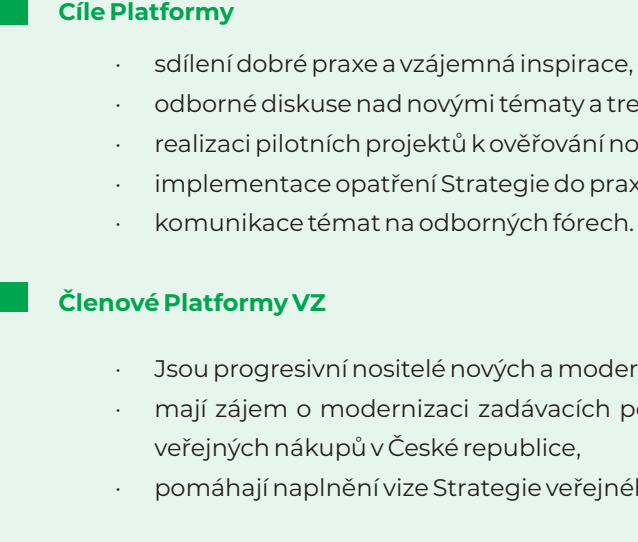 Cíle Platformy
· sdílení dobré praxe a vzájemná inspirace,
· odborné diskuse nad novými tématy a
· realizaci pilotních projektů k ověřování
· implementace opatření Strategie do
· komunikace témat na odborných fórech.
Členové Platformy VZ
· Jsou progresivní nositelé nových a
· mají zájem o modernizaci zadávacích
veřejných nákupů v České republice,
· pomáhají naplnění vize Strategie